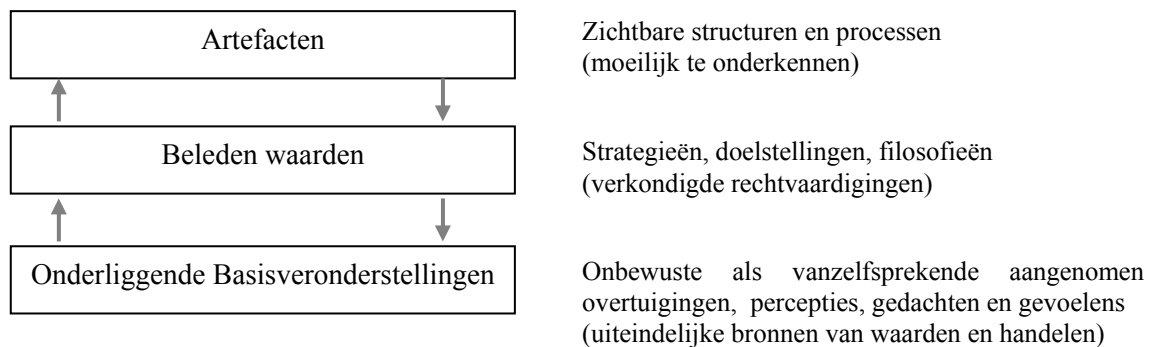 Artefacten
Zichtbare structuren en processen
(moeilijk te onderkennen)
Beleden waarden
Strategieën, doelstellingen, filosofieën
(verkondigde rechtvaardigingen)
Onderliggende Basisveronderstellingen
Onbewuste als vanzelfsprekende aangenomen
overtuigingen, percepties, gedachten en gevoelens
(uiteindelijke bronnen van waarden en handelen)